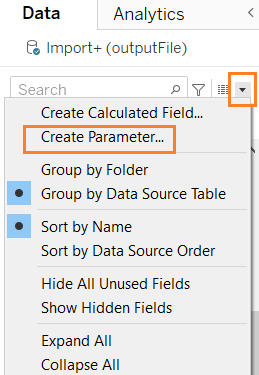 Data Analytics
Import+ (outputFile)
Search
Create Calculated Field...
Create Parameter...
Group by Folder
Group by Data Source Table
Sort by Name
Sort by Data Source Order
Hide All Unused Fields
Show Hidden Fields
Expand All
Collapse All